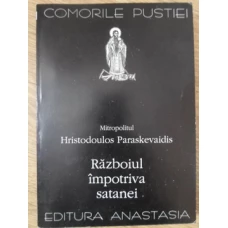 COMORILE PUSTIEI
Mitropolitul
Hristodoulos Paraskevaidis
Războiul
împotriva
satanei
EDITURA ANASTASIA